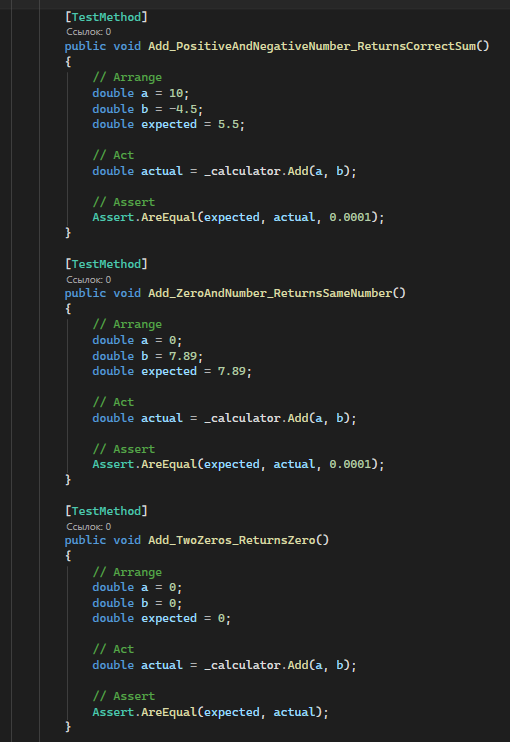 [TestMethod]
Ссылок: 0
public void Add_PositiveAndNegativeNumber_ReturnsCorrectSum()
{
// Arrange
double a = 10;
double b = -4.5;
double expected = 5.5;
// Act
double actual = _calculator.Add(a, b);
// Assert
Assert.AreEqual(expected, actual, 0.0001);
}
[TestMethod]
Ссылок: 0
public void Add_ZeroAndNumber_ReturnsSameNumber()
{
// Arrange
double a = 0;
double b = 7.89;
double expected = 7.89;
// Act
double actual = _calculator.Add(a, b);
// Assert
Assert.AreEqual(expected, actual, 0.0001);
}
[TestMethod]
Ссылок: 0
public void Add_TwoZeros_ReturnsZero()
{
// Arrange
double a = 0;
double b = 0;
double expected = 0;
// Act
double actual = _calculator.Add(a, b);
// Assert
Assert.AreEqual(expected, actual);
}